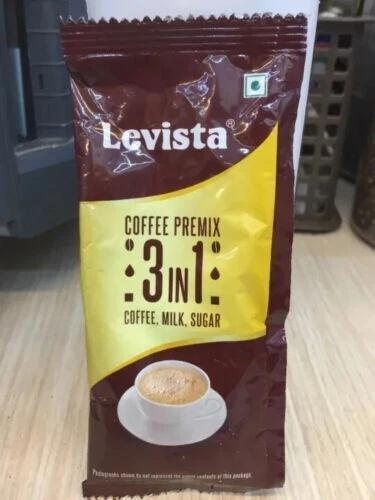 Levista®
COFFEE PREMIX
3 IN 1
COFFEE, MILK, SUGAR
Photographs shown do not represent the actual contents of this package.